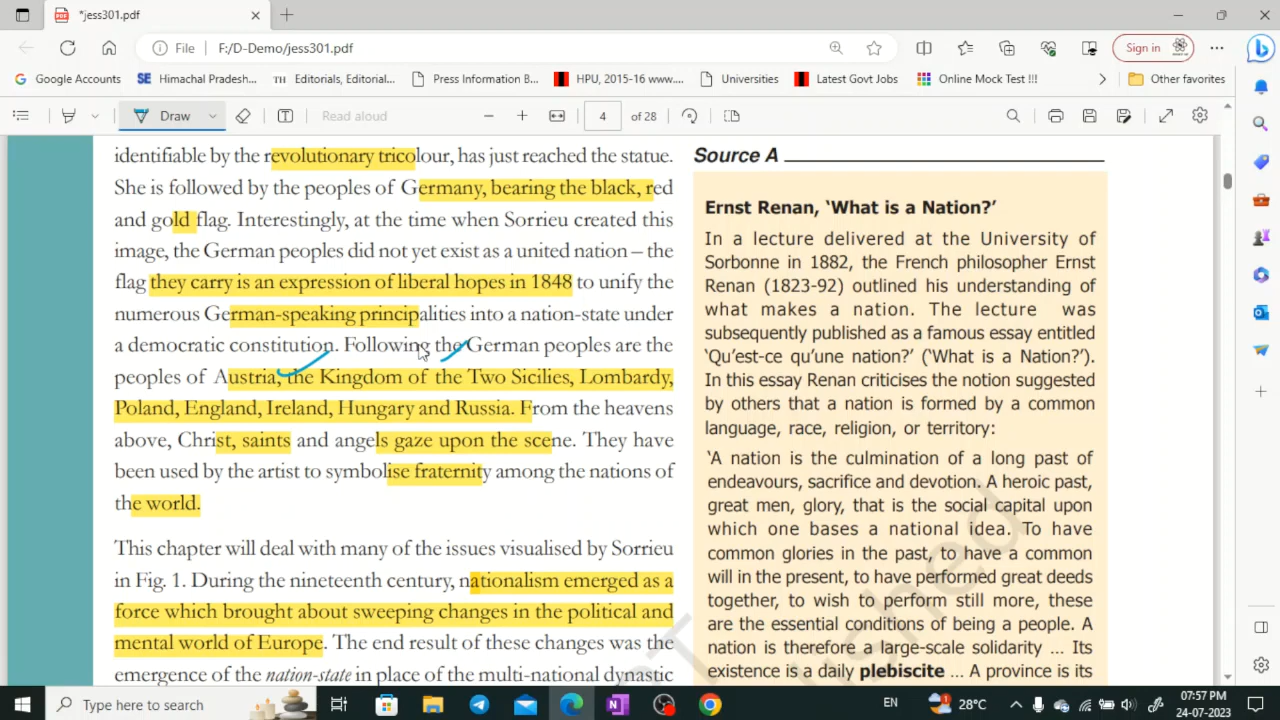 *jess301.pdf
File | F:/D-Demo/jess301.pdf
Sign in
Google Accounts
SE Himachal Pradesh...
TH Editorials, Editorial...
Press Information B...
HPU, 2015-16 www....
Universities
Latest Govt Jobs
Online Mock Test !!!
Other favorites
Draw
Read aloud
4 of 28
identifiable by the revolutionary tricolour, has just reached the statue.
She is followed by the peoples of Germany, bearing the black, red
and gold flag. Interestingly, at the time when Sorrieu created this
image, the German peoples did not yet exist as a united nation – the
flag they carry is an expression of liberal hopes in 1848 to unify the
numerous German-speaking principalities into a nation-state under
a democratic constitution. Following the German peoples are the
peoples of Austria, the Kingdom of the Two Sicilies, Lombardy,
Poland, England, Ireland, Hungary and Russia. From the heavens
above, Christ, saints and angels gaze upon the scene. They have
been used by the artist to symbolise fraternity among the nations of
the world.
This chapter will deal with many of the issues visualised by Sorrieu
in Fig. 1. During the nineteenth century, nationalism emerged as a
force which brought about sweeping changes in the political and
mental world of Europe. The end result of these changes was the
emergence of the nation-state in place of the multi-national dynastic
Source A
Ernst Renan, ‘What is a Nation?’
In a lecture delivered at the University of
Sorbonne in 1882, the French philosopher Ernst
Renan (1823-92) outlined his understanding of
what makes a nation. The lecture was
subsequently published as a famous essay entitled
‘Qu’est-ce qu’une nation?’ (‘What is a Nation?’).
In this essay Renan criticises the notion suggested
by others that a nation is formed by a common
language, race, religion, or territory:
‘A nation is the culmination of a long past of
endeavours, sacrifice and devotion. A heroic past,
great men, glory, that is the social capital upon
which one bases a national idea. To have
common glories in the past, to have a common
will in the present, to have performed great deeds
together, to wish to perform still more, these
are the essential conditions of being a people. A
nation is therefore a large-scale solidarity … Its
existence is a daily plebiscite … A province is its
Type here to search
28°C
EN
07:57 PM
24-07-2023